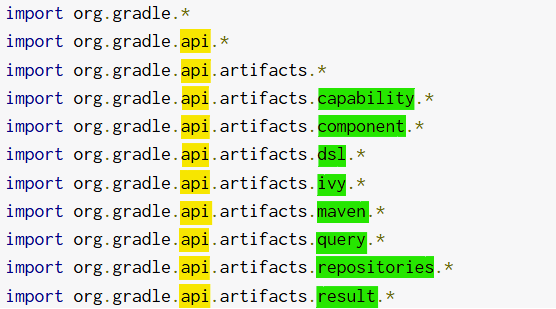 import org.gradle.*
import org.gradle.api.*
import org.gradle.api.artifacts.*
import org.gradle.api.artifacts.capability.*
import org.gradle.api.artifacts.component.*
import org.gradle.api.artifacts.dsl.*
import org.gradle.api.artifacts.ivy.*
import org.gradle.api.artifacts.maven.*
import org.gradle.api.artifacts.query.*
import org.gradle.api.artifacts.repositories.*
import org.gradle.api.artifacts.result.*